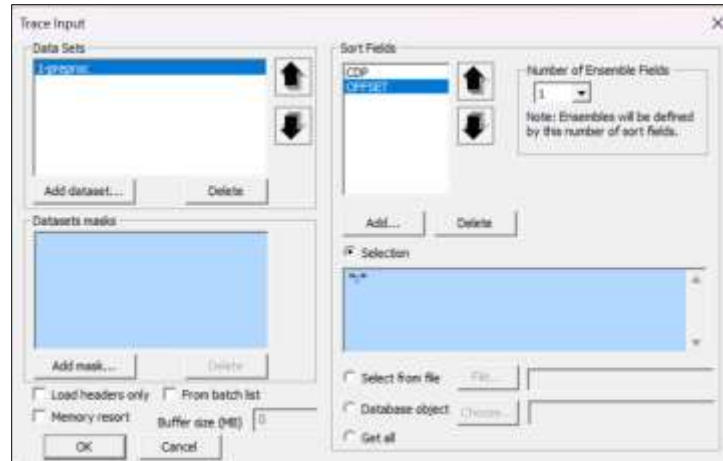 Trace Input
Data Sets
1-preproc
Add dataset...
Delete
Datasets masks
Add mask...
Delete
Load headers only
From batch list
Memory resort
Buffer size (MB)
0
OK
Cancel
Sort Fields
CDP
OFFSET
Number of Ensemble Fields
1
Note: Ensembles will be defined
by this number of sort fields.
Add...
Delete
Selection
*:*
Select from file
File...
Database object
Choose...
Get all